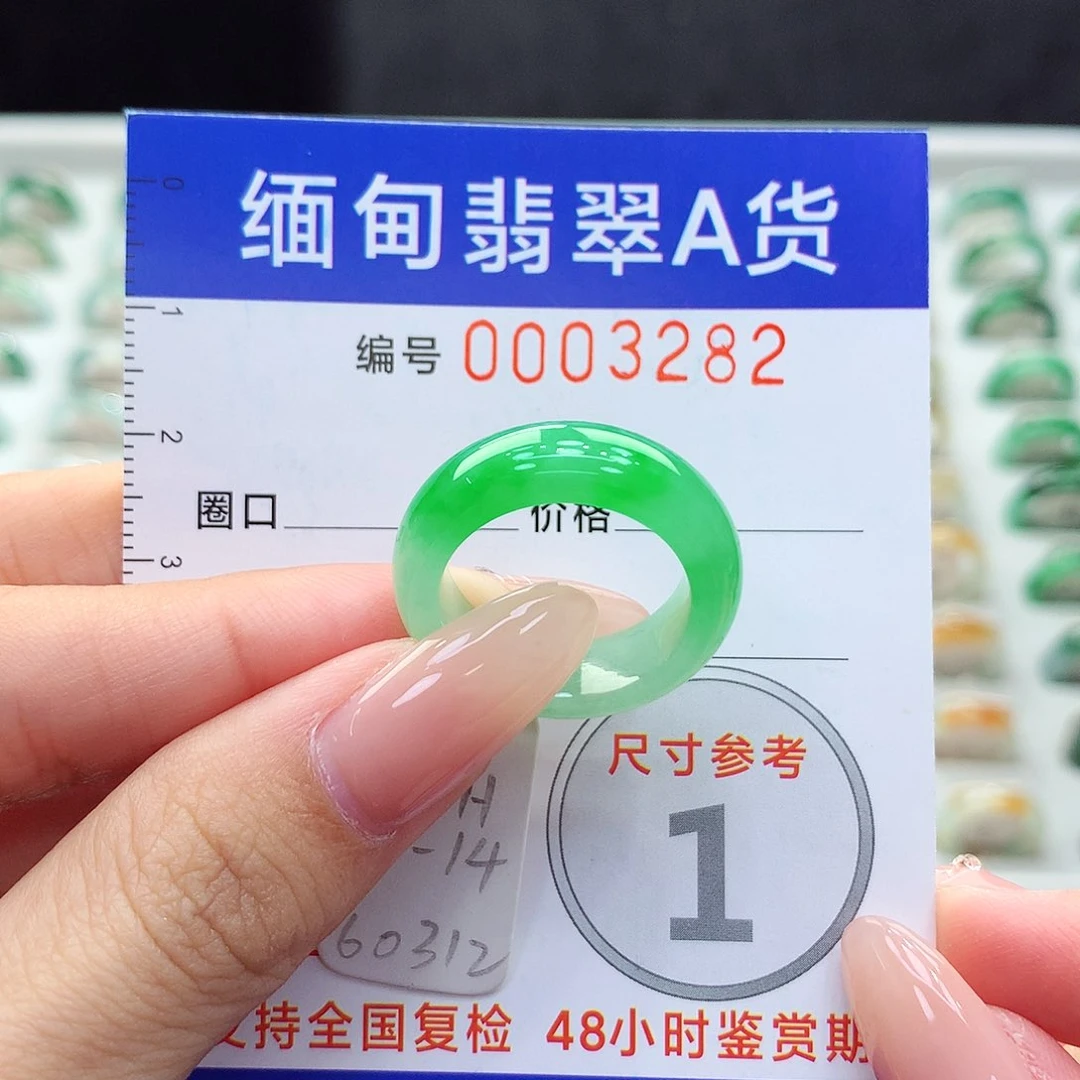 缅甸翡翠A货
0
1
编号 0003282
2
圈口 价格
3
尺寸参考
1
H
-14
60312
持全国复检 48小时鉴赏期